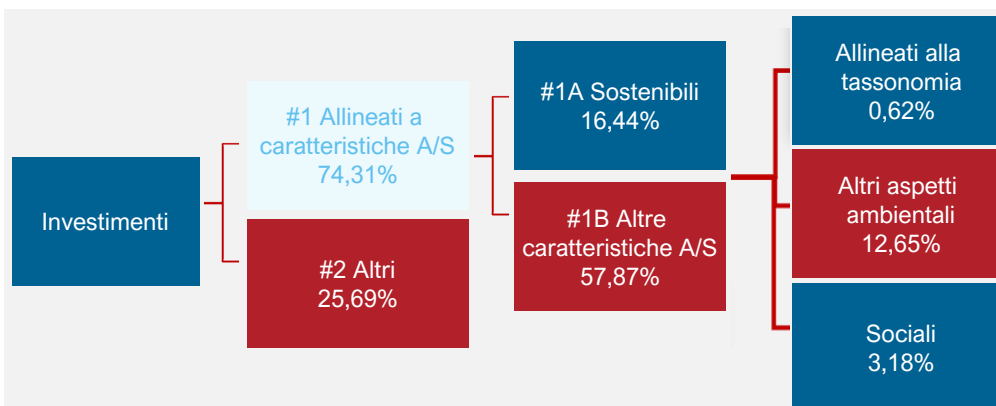 Investimenti
#1 Allineati a
caratteristiche A/S
74,31%
#2 Altri
25,69%
#1A Sostenibili
16,44%
#1B Altre
caratteristiche A/S
57,87%
Allineati alla
tassonomia
0,62%
Altri aspetti
ambientali
12,65%
Sociali
3,18%